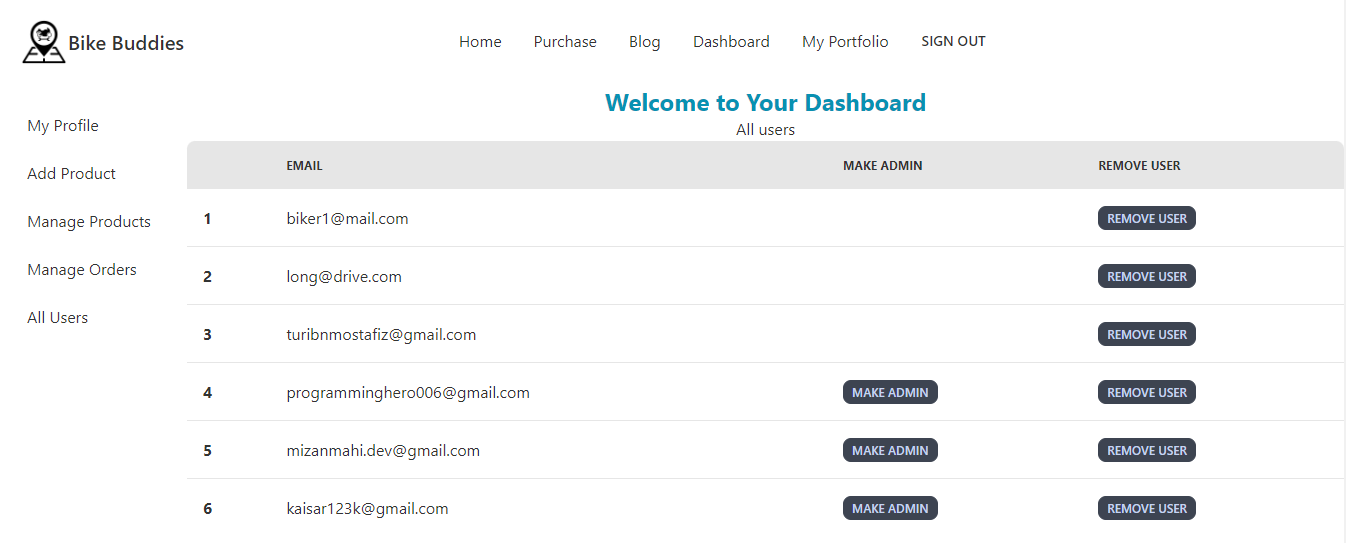 Bike Buddies Home Purchase Blog Dashboard My Portfolio SIGN OUT
My Profile
Add Product
Manage Products
Manage Orders
All Users
Welcome to Your Dashboard
All users
EMAIL MAKE ADMIN REMOVE USER
1 biker1@mail.com REMOVE USER
2 long@drive.com REMOVE USER
3 turibnmostafiz@gmail.com REMOVE USER
4 programminghero006@gmail.com MAKE ADMIN REMOVE USER
5 mizanmahi.dev@gmail.com MAKE ADMIN REMOVE USER
6 kaisar123k@gmail.com MAKE ADMIN REMOVE USER